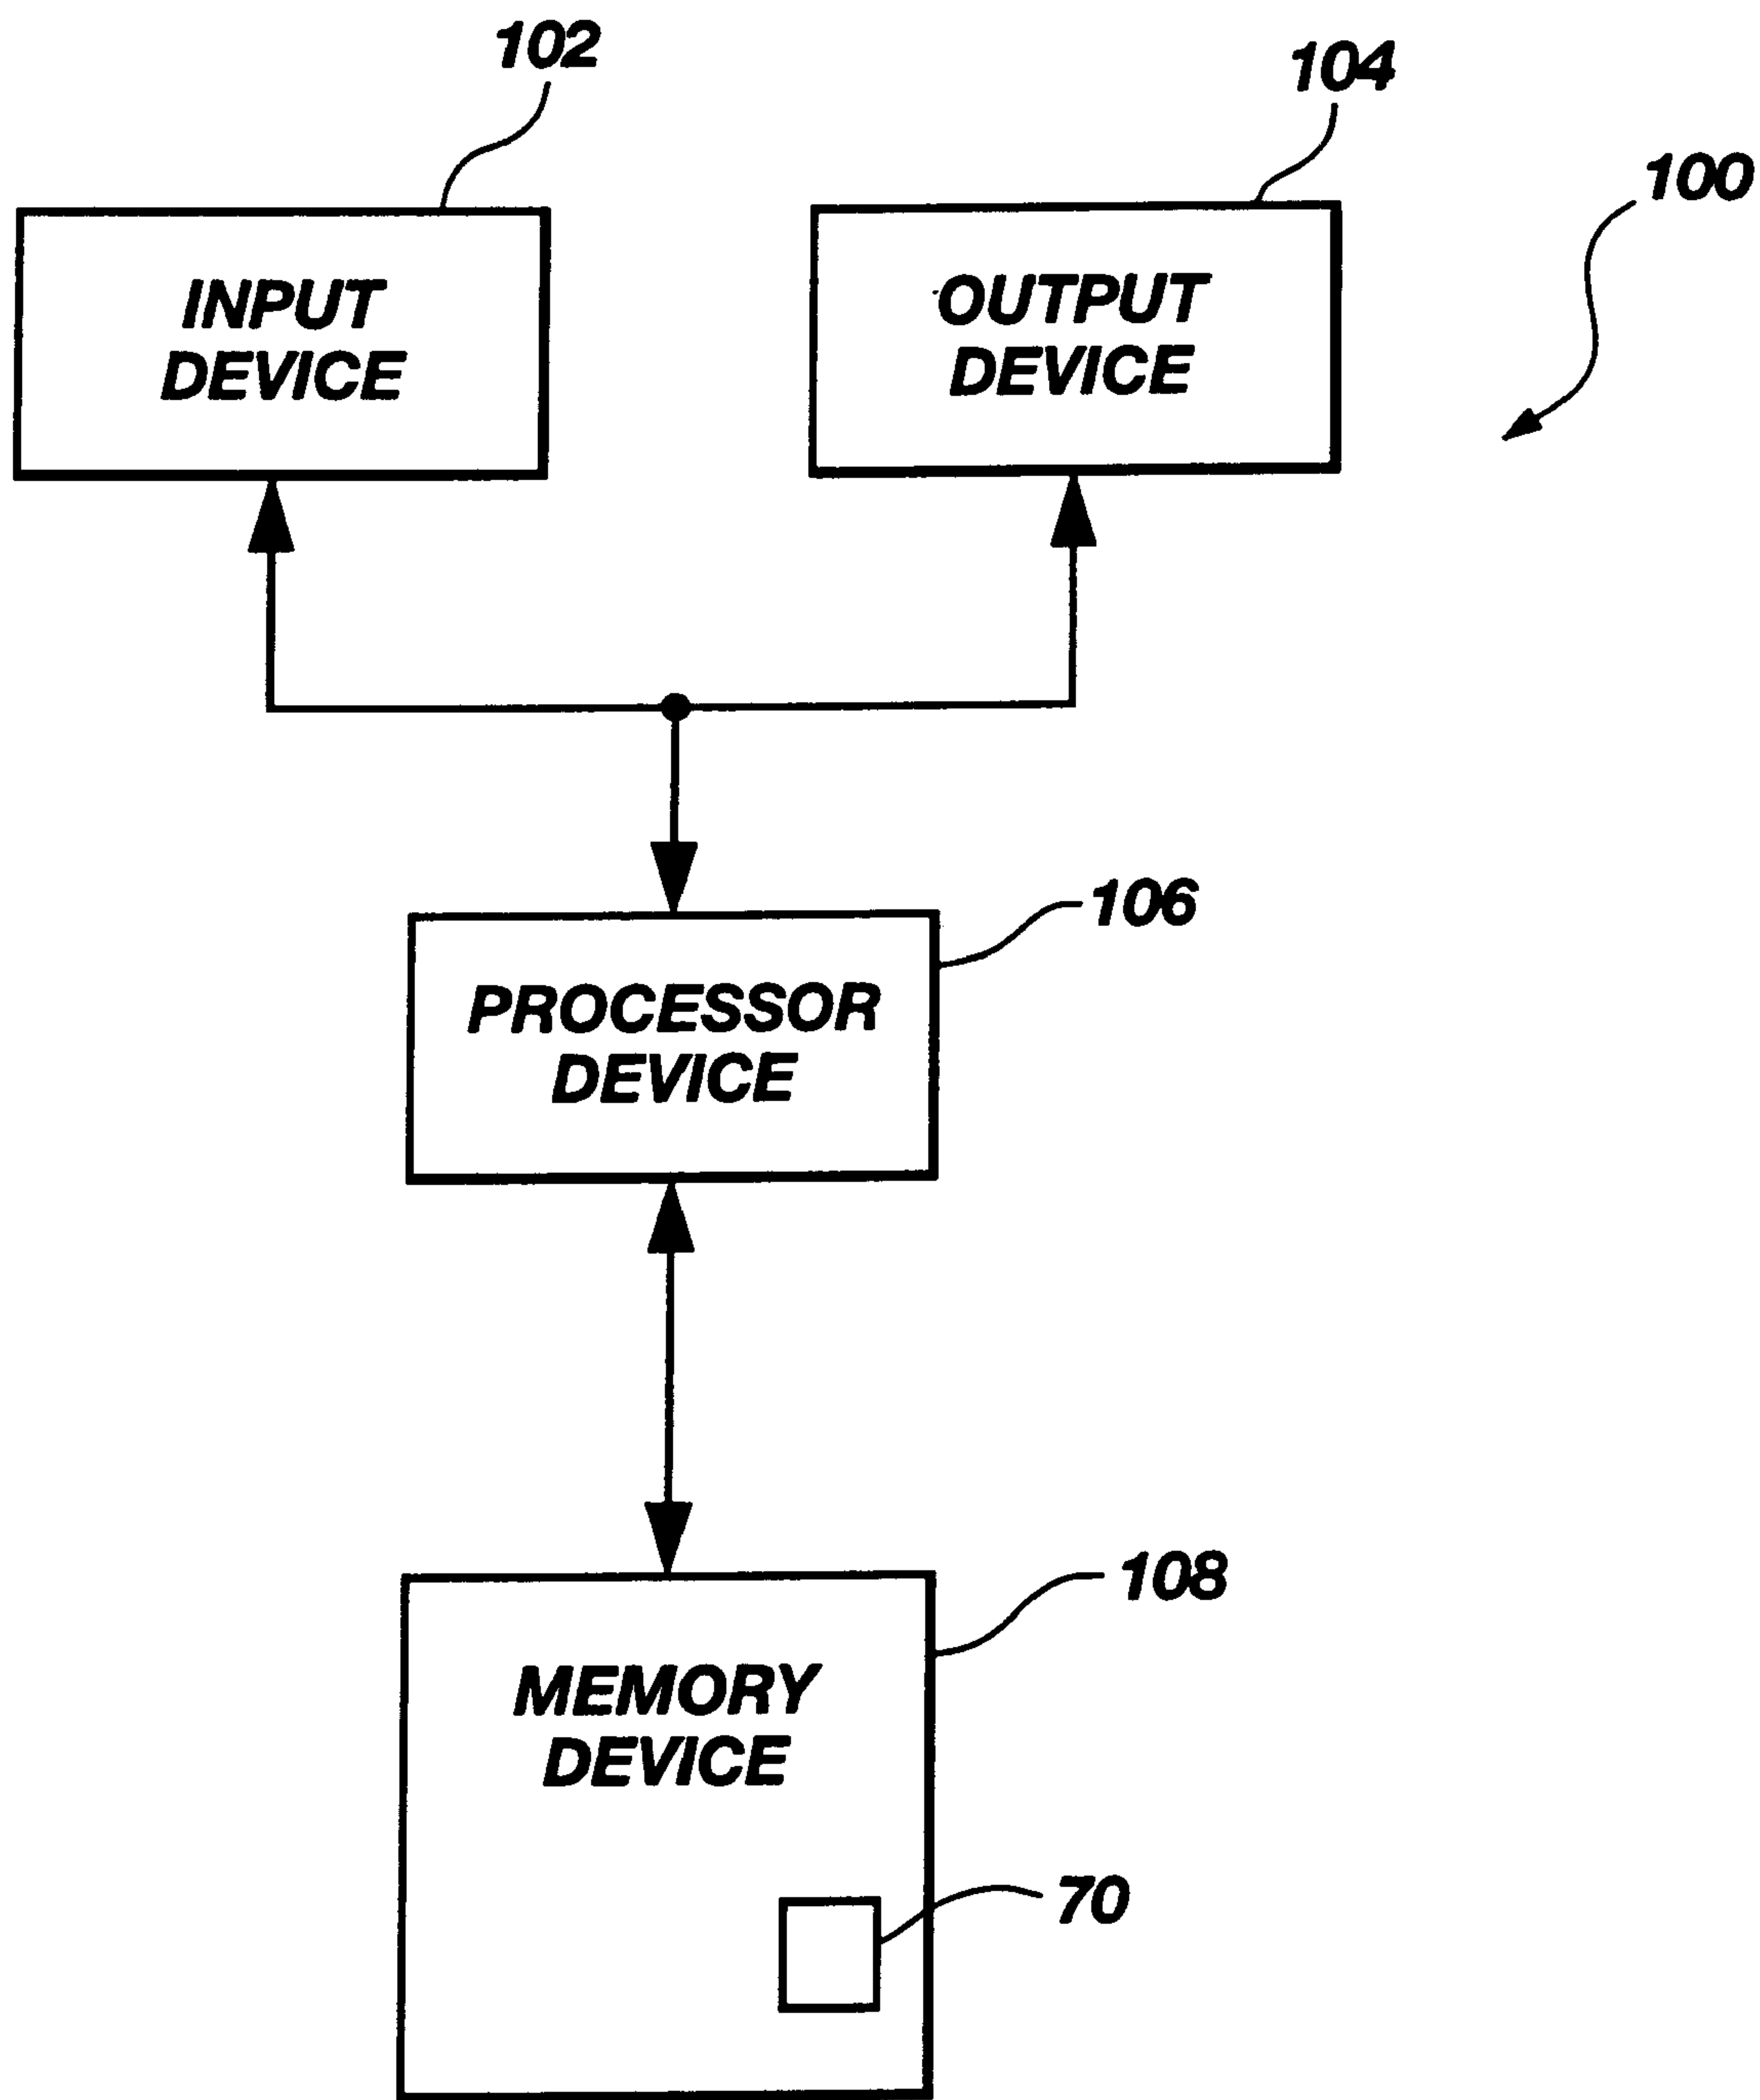 102
104
100
INPUT
DEVICE
OUTPUT
DEVICE
106
PROCESSOR
DEVICE
108
MEMORY
DEVICE
70